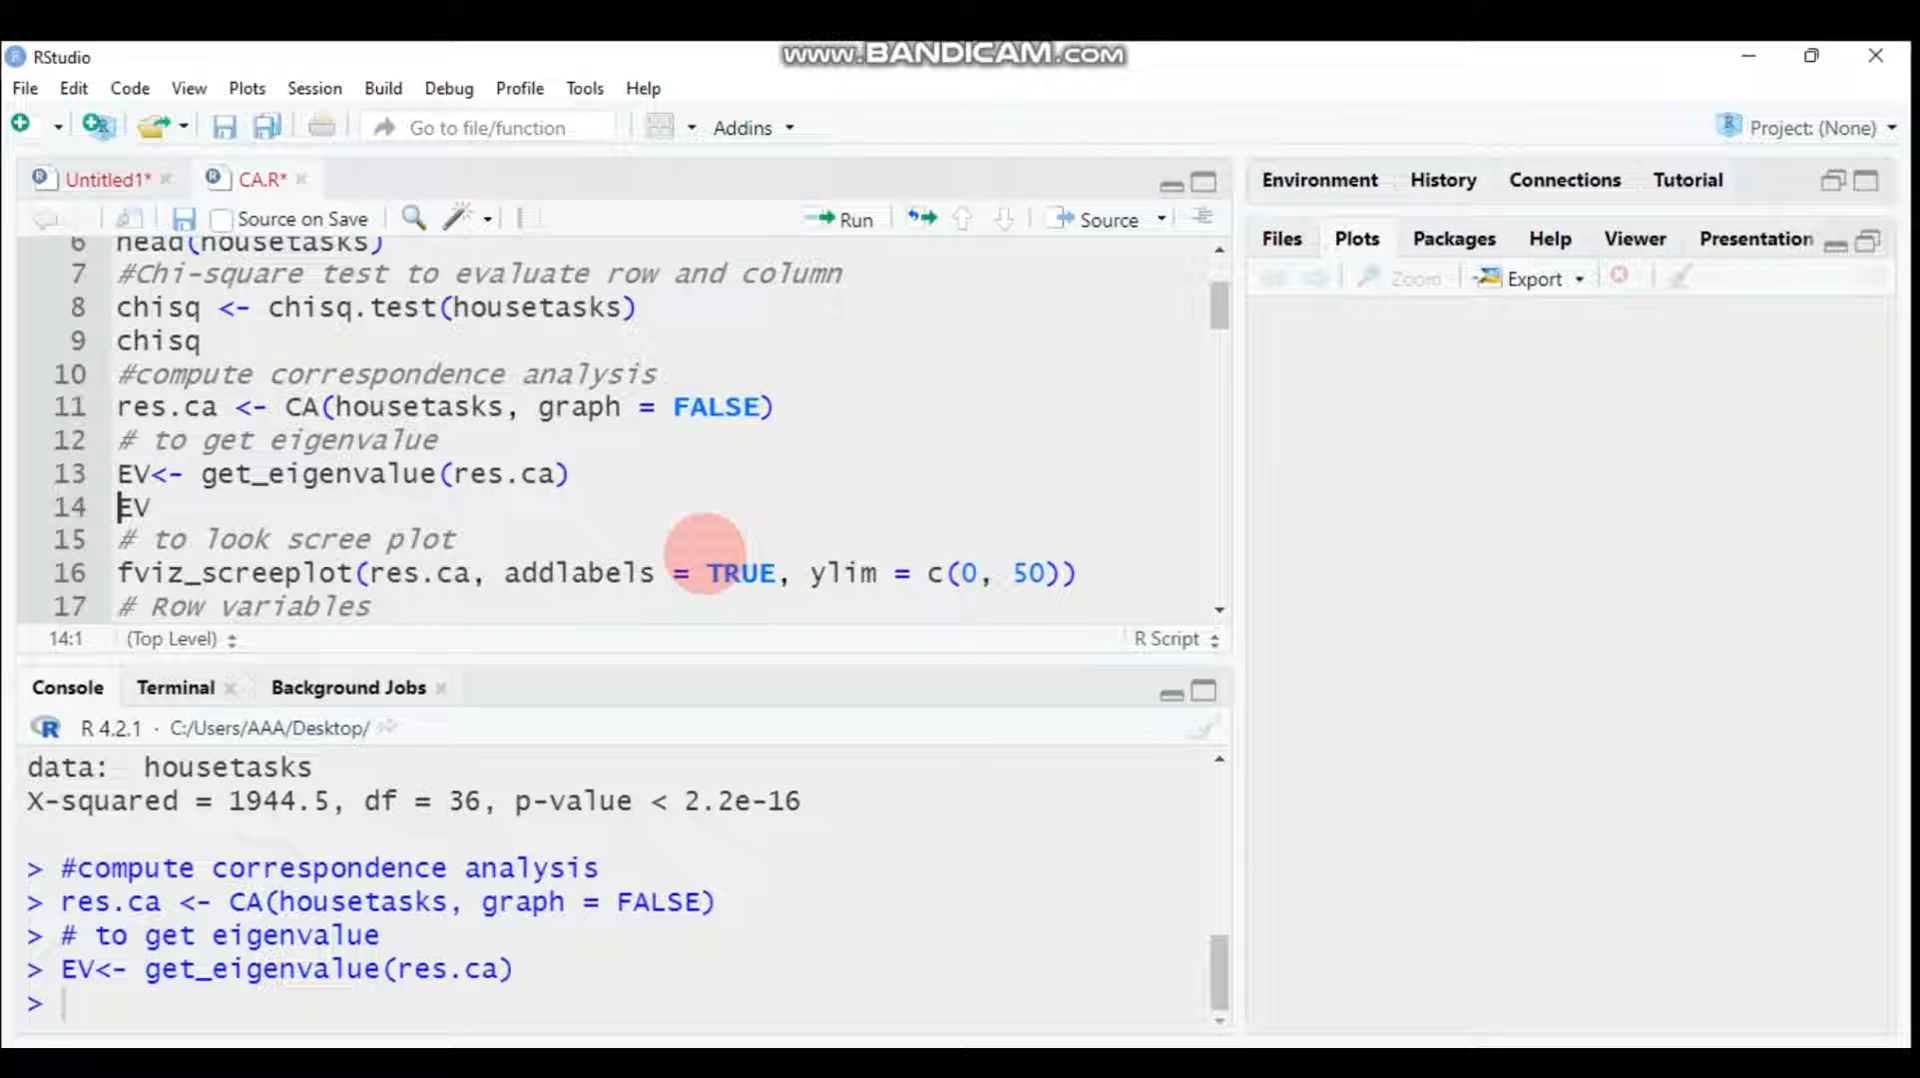 www.BANDICAM.com
RStudio
File Edit Code View Plots Session Build Debug Profile Tools Help
Go to file/function Addins Project: (None)
Untitled1* CA.R*
Source on Save Run Source
6 head(housetasks)
7 #Chi-square test to evaluate row and column
8 chisq <- chisq.test(housetasks)
9 chisq
10 #compute correspondence analysis
11 res.ca <- CA(housetasks, graph = FALSE)
12 # to get eigenvalue
13 EV<- get_eigenvalue(res.ca)
14 EV
15 # to look scree plot
16 fviz_screeplot(res.ca, addlabels = TRUE, ylim = c(0, 50))
17 # Row variables
14:1 (Top Level) R Script
Console Terminal Background Jobs
R 4.2.1 · C:/Users/AAA/Desktop/
data: housetasks
X-squared = 1944.5, df = 36, p-value < 2.2e-16
> #compute correspondence analysis
> res.ca <- CA(housetasks, graph = FALSE)
> # to get eigenvalue
> EV<- get_eigenvalue(res.ca)
>
Environment History Connections Tutorial
Files Plots Packages Help Viewer Presentation
Zoom Export